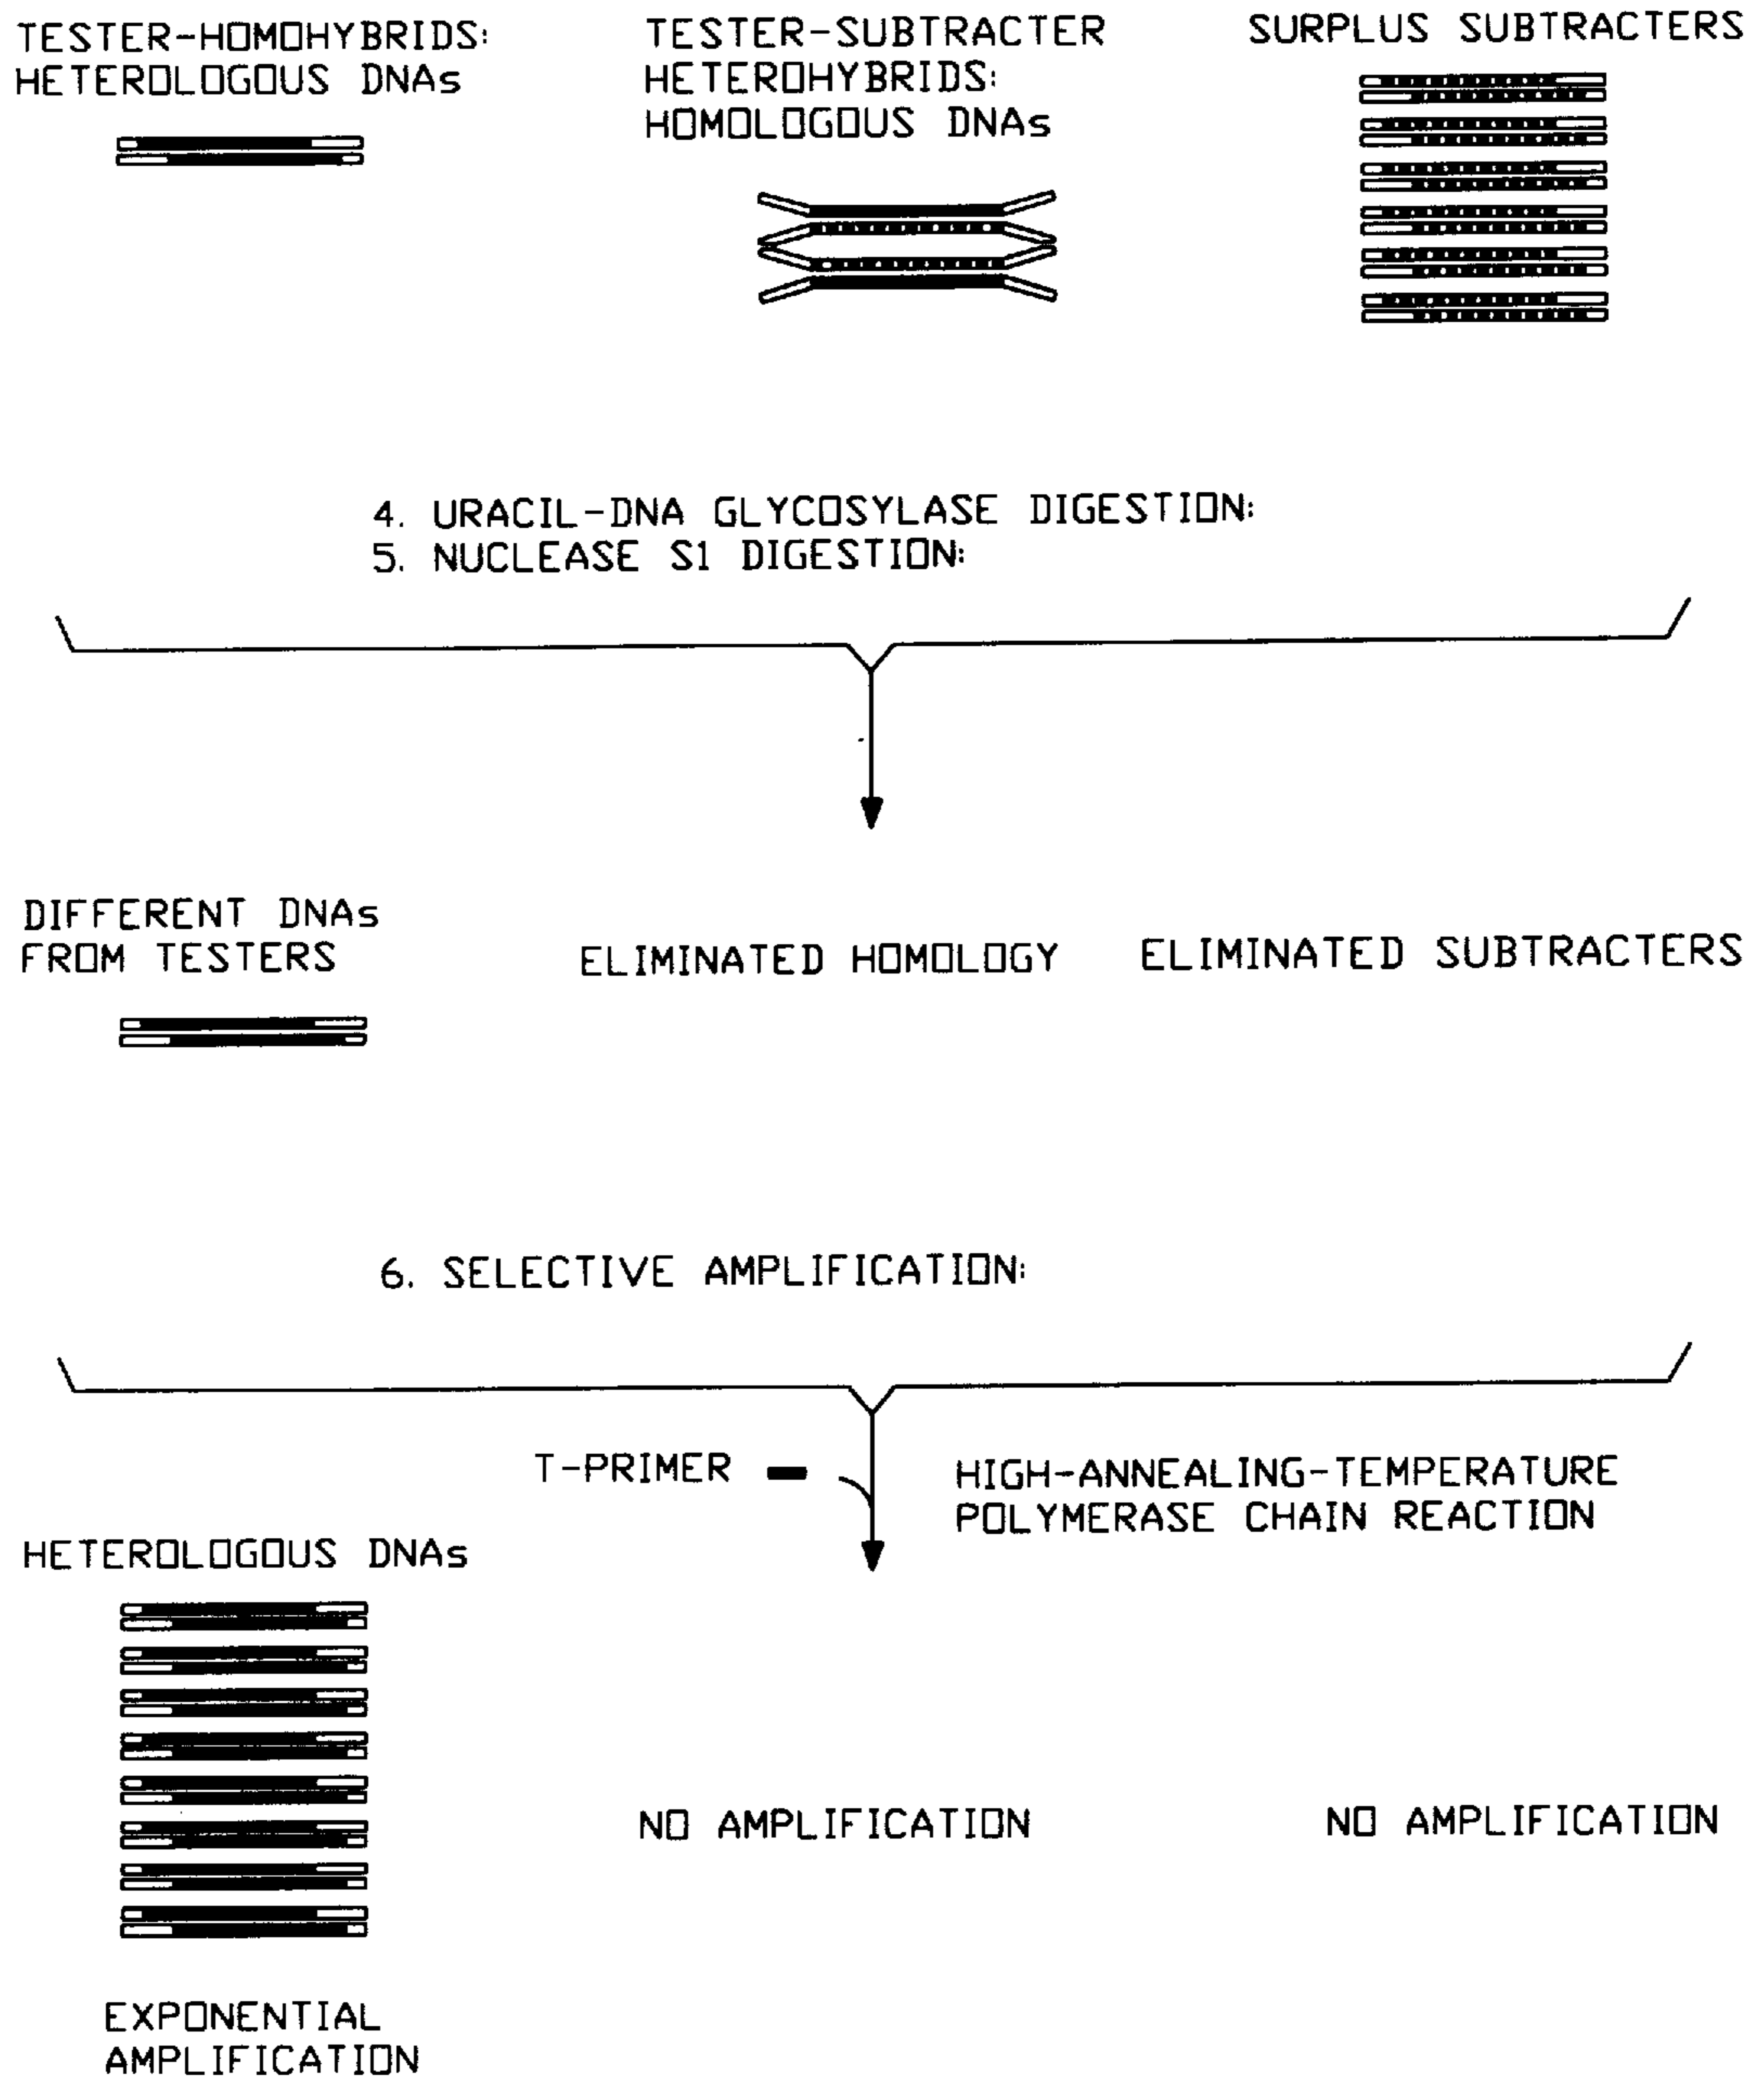 TESTER-HOMOHYBRIDS:
HETEROLOGOUS DNAs
TESTER-SUBTRACTER
HETEROHYBRIDS:
HOMOLOGOUS DNAs
SURPLUS SUBTRACTERS
4. URACIL-DNA GLYCOSYLASE DIGESTION:
5. NUCLEASE S1 DIGESTION:
DIFFERENT DNAs
FROM TESTERS
ELIMINATED HOMOLOGY
ELIMINATED SUBTRACTERS
6. SELECTIVE AMPLIFICATION:
T-PRIMER
HIGH-ANNEALING-TEMPERATURE
POLYMERASE CHAIN REACTION
HETEROLOGOUS DNAs
NO AMPLIFICATION
NO AMPLIFICATION
EXPONENTIAL
AMPLIFICATION